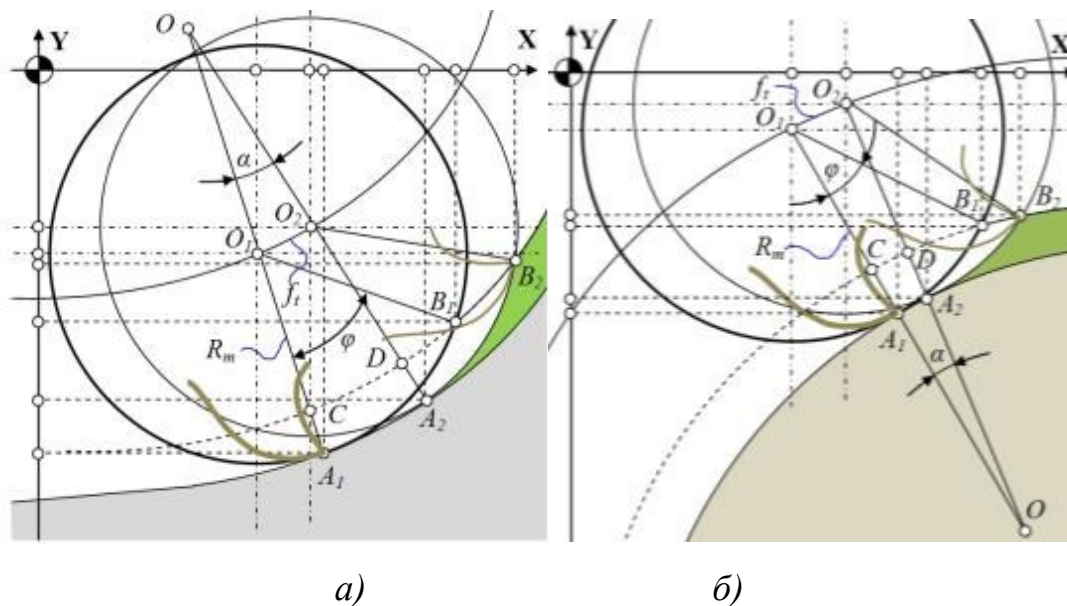 O Y X
α
O₂
O₁
fₜ
B₂
B₁
Rₘ
φ
D
C
A₂
A₁
Y X
O₂
fₜ
O₁
φ
B₁ B₂
Rₘ
C D
A₂
A₁
α
O
а) б)